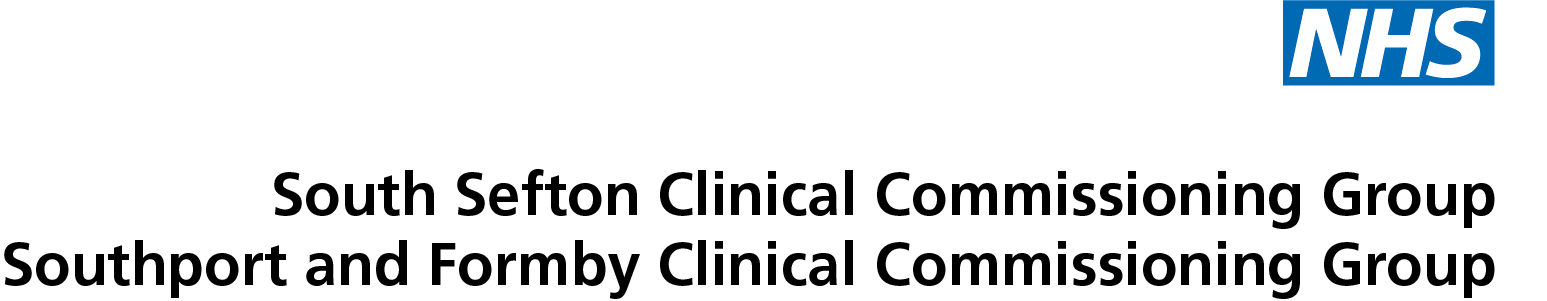 NHS
South Sefton Clinical Commissioning Group
Southport and Formby Clinical Commissioning Group